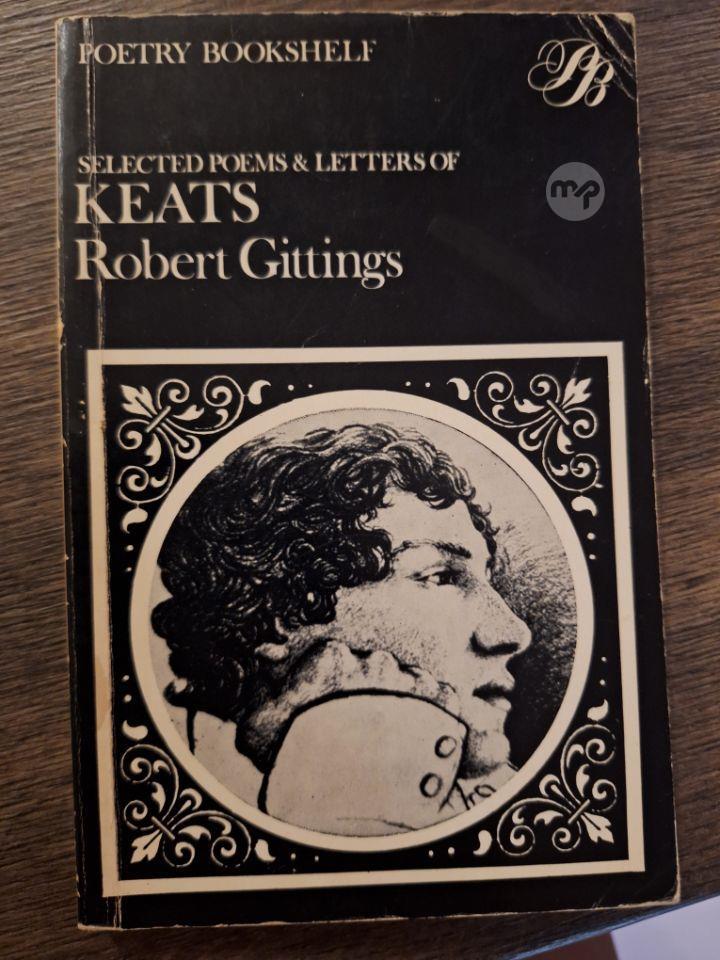 POETRY BOOKSHELF
PB
SELECTED POEMS & LETTERS OF
KEATS
mp
Robert Gittings